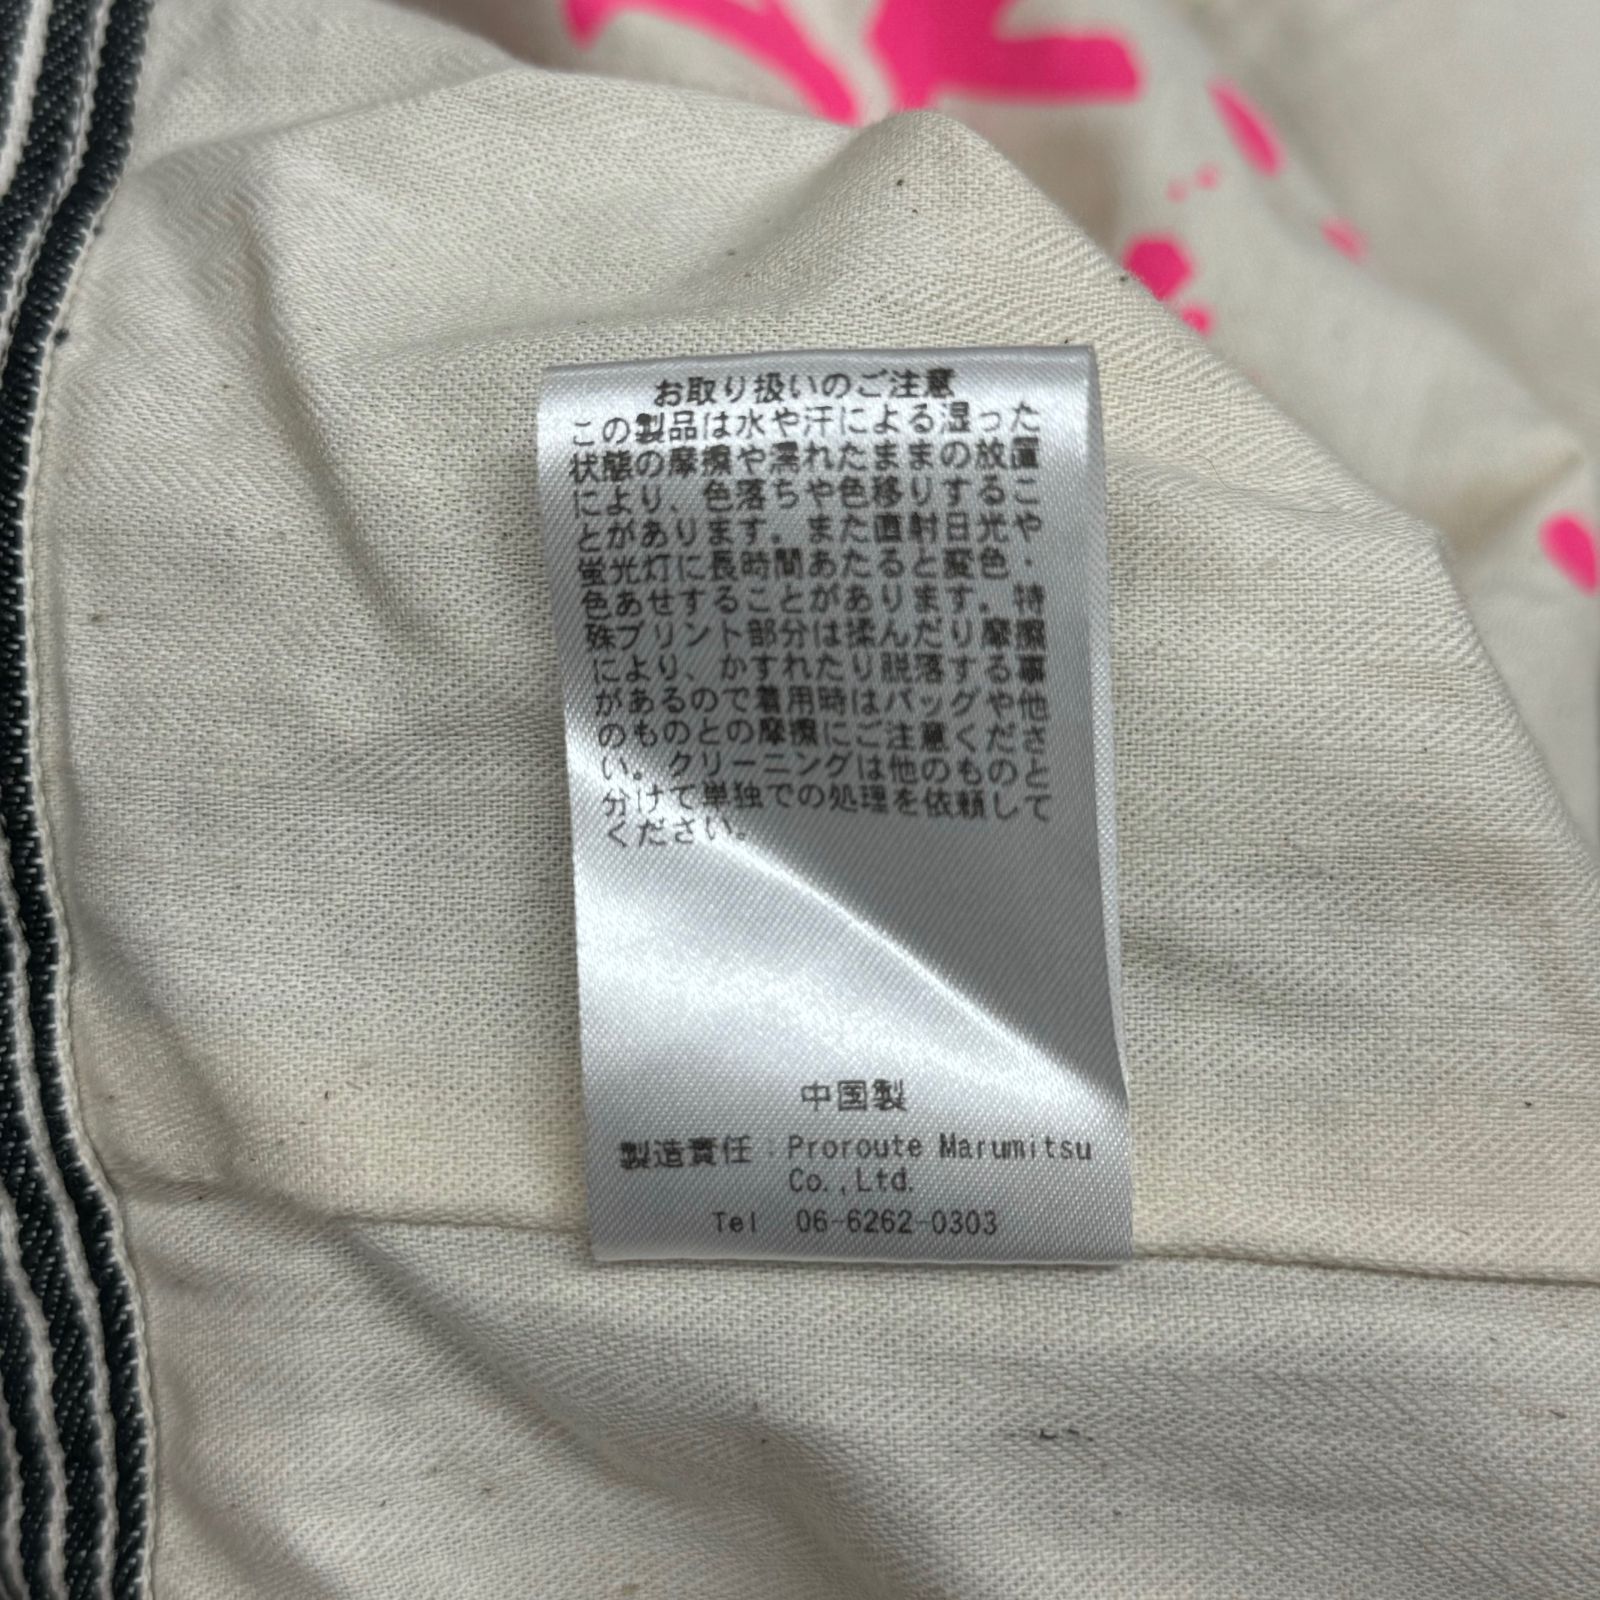 お取り扱いのご注意
この製品は水や汗による湿った
状態の摩擦や濡れたままの放置
により、色落ちや色移りするこ
とがあります。また直射日光や
蛍光灯に長時間あたると変色・
色あせすることがあります。特
殊プリント部分は揉んだり摩擦
により、かすれたり脱落する事
があるので着用時はバッグや他
のものとの摩擦にご注意くださ
い。クリーニングは他のものと
分けて単独での処理を依頼して
ください。
中国製
製造責任:Proroute Marumitsu
Co.,Ltd.
Tel 06-6262-0303